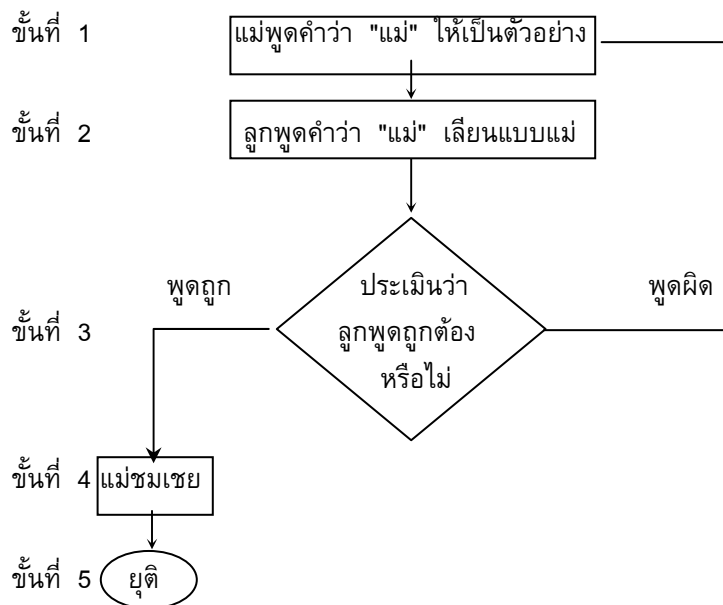 ขั้นที่ 1 แม่พูดคำว่า "แม่" ให้เป็นตัวอย่าง
ขั้นที่ 2 ลูกพูดคำว่า "แม่" เลียนแบบแม่
พูดถูก ประเมินว่า พูดผิด
ขั้นที่ 3 ลูกพูดถูกต้อง
หรือไม่
ขั้นที่ 4 แม่ชมเชย
ขั้นที่ 5 ยุติ